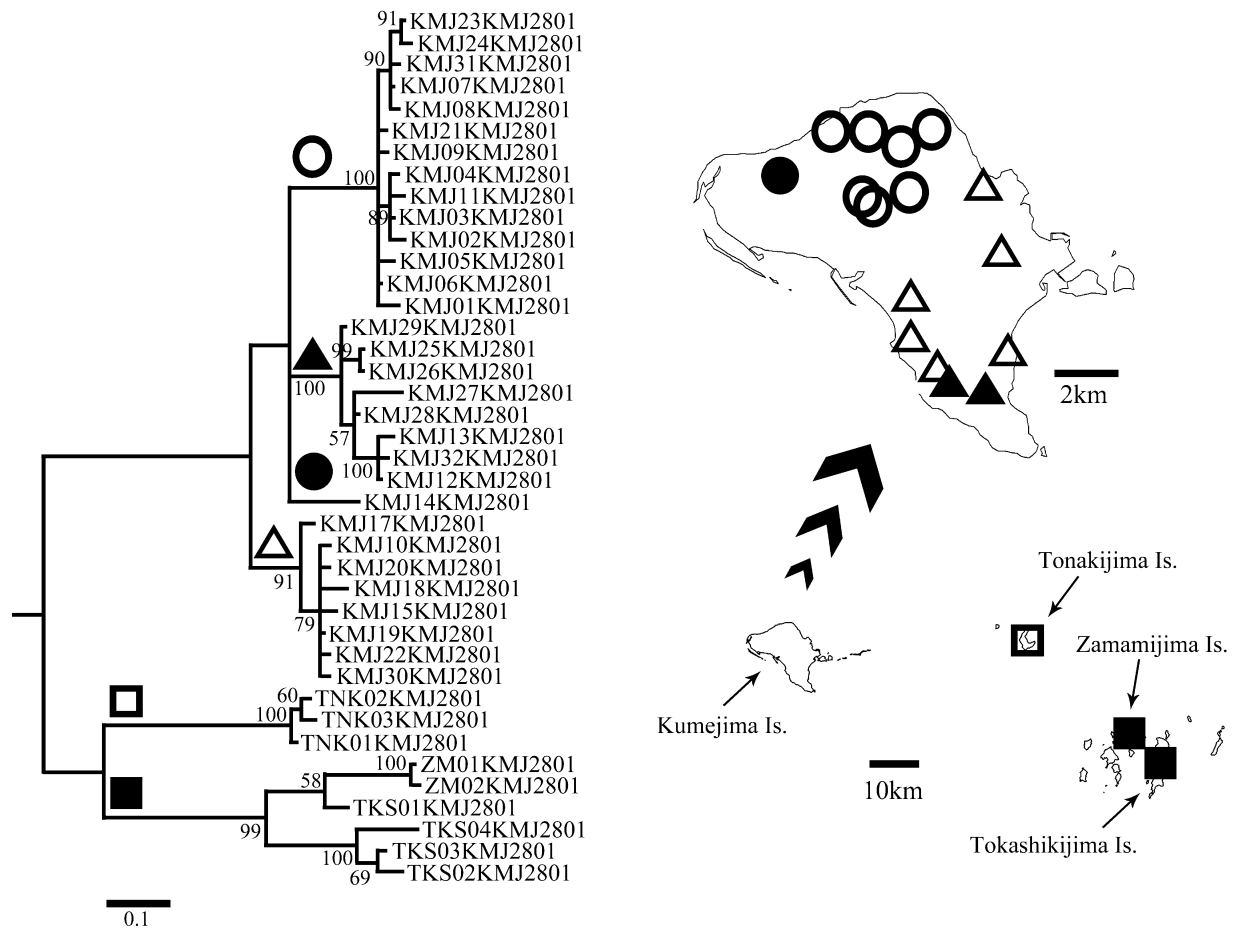 91
KMJ23KMJ2801
KMJ24KMJ2801
90
KMJ31KMJ2801
KMJ07KMJ2801
KMJ08KMJ2801
KMJ21KMJ2801
KMJ09KMJ2801
100
KMJ04KMJ2801
KMJ11KMJ2801
89
KMJ03KMJ2801
KMJ02KMJ2801
KMJ05KMJ2801
KMJ06KMJ2801
KMJ01KMJ2801
KMJ29KMJ2801
99
KMJ25KMJ2801
KMJ26KMJ2801
100
KMJ27KMJ2801
KMJ28KMJ2801
57
KMJ13KMJ2801
KMJ32KMJ2801
100
KMJ12KMJ2801
KMJ14KMJ2801
KMJ17KMJ2801
KMJ10KMJ2801
KMJ20KMJ2801
91
KMJ18KMJ2801
KMJ15KMJ2801
79
KMJ19KMJ2801
KMJ22KMJ2801
KMJ30KMJ2801
60
TNK02KMJ2801
100
TNK03KMJ2801
TNK01KMJ2801
100
ZM01KMJ2801
58
ZM02KMJ2801
TKS01KMJ2801
99
TKS04KMJ2801
100
TKS03KMJ2801
69
TKS02KMJ2801
0.1
2km
Tonakijima Is.
Zamamijima Is.
Kumejima Is.
10km
Tokashikijima Is.